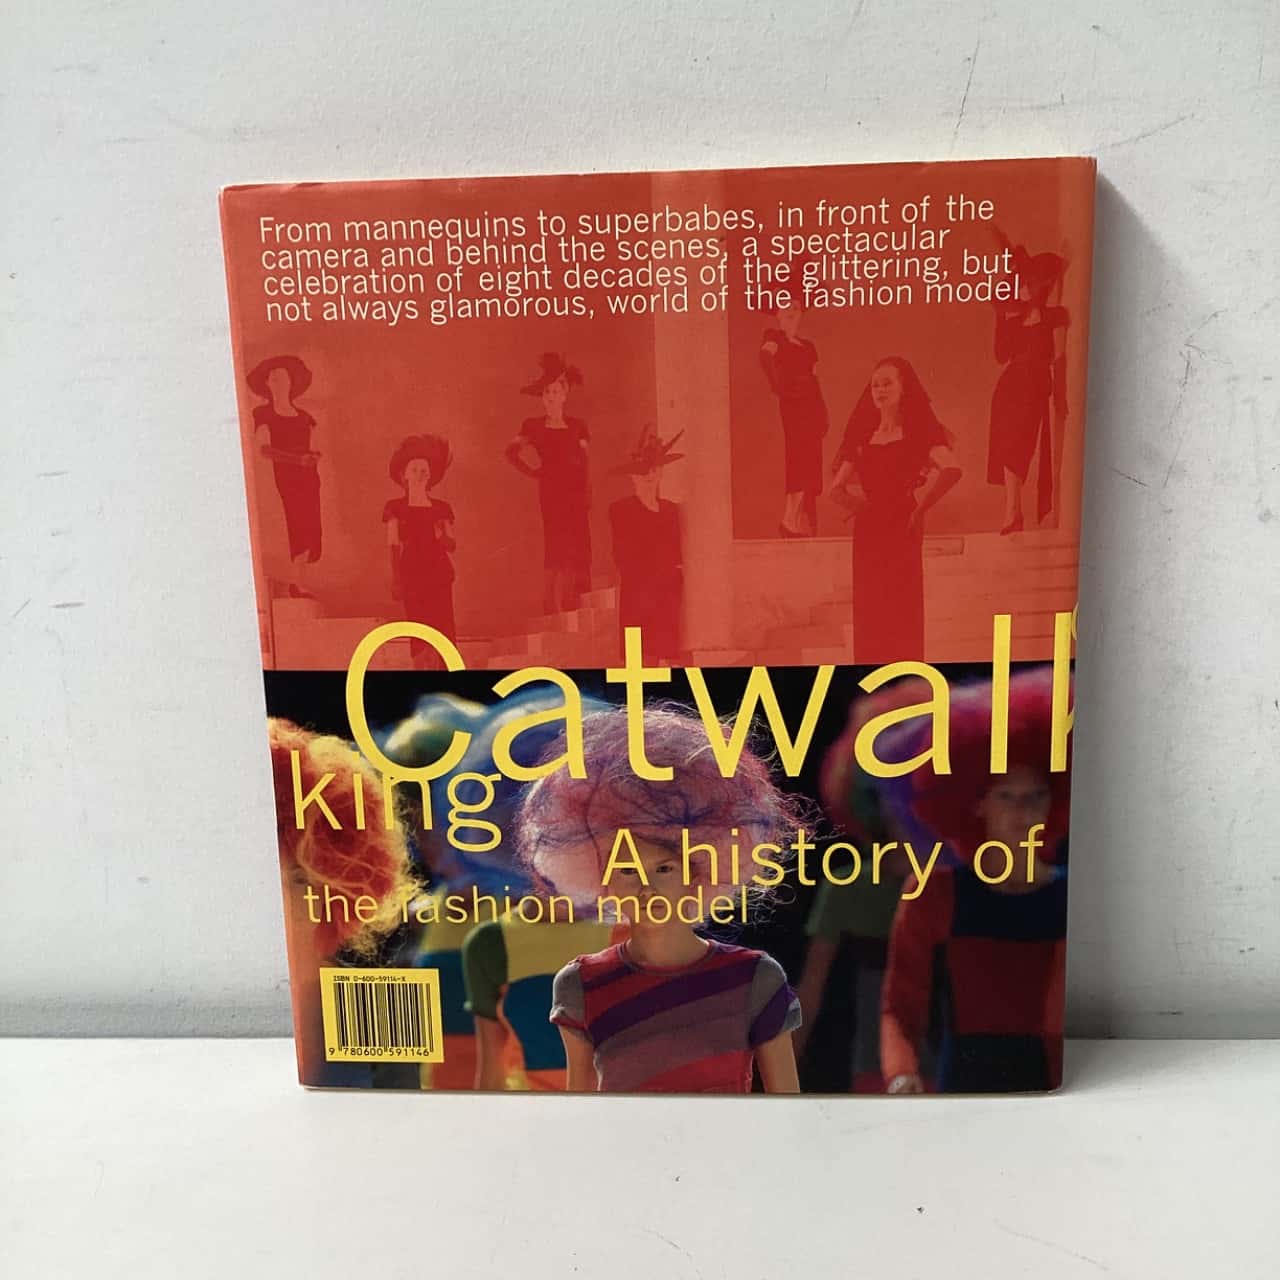 From mannequins to superbabes, in front of the
camera and behind the scenes, a spectacular
celebration of eight decades of the glittering, but
not always glamorous, world of the fashion model
Catwalk
king
A history of
the fashion model
ISBN 0-600-59114-X
9 780600 591146